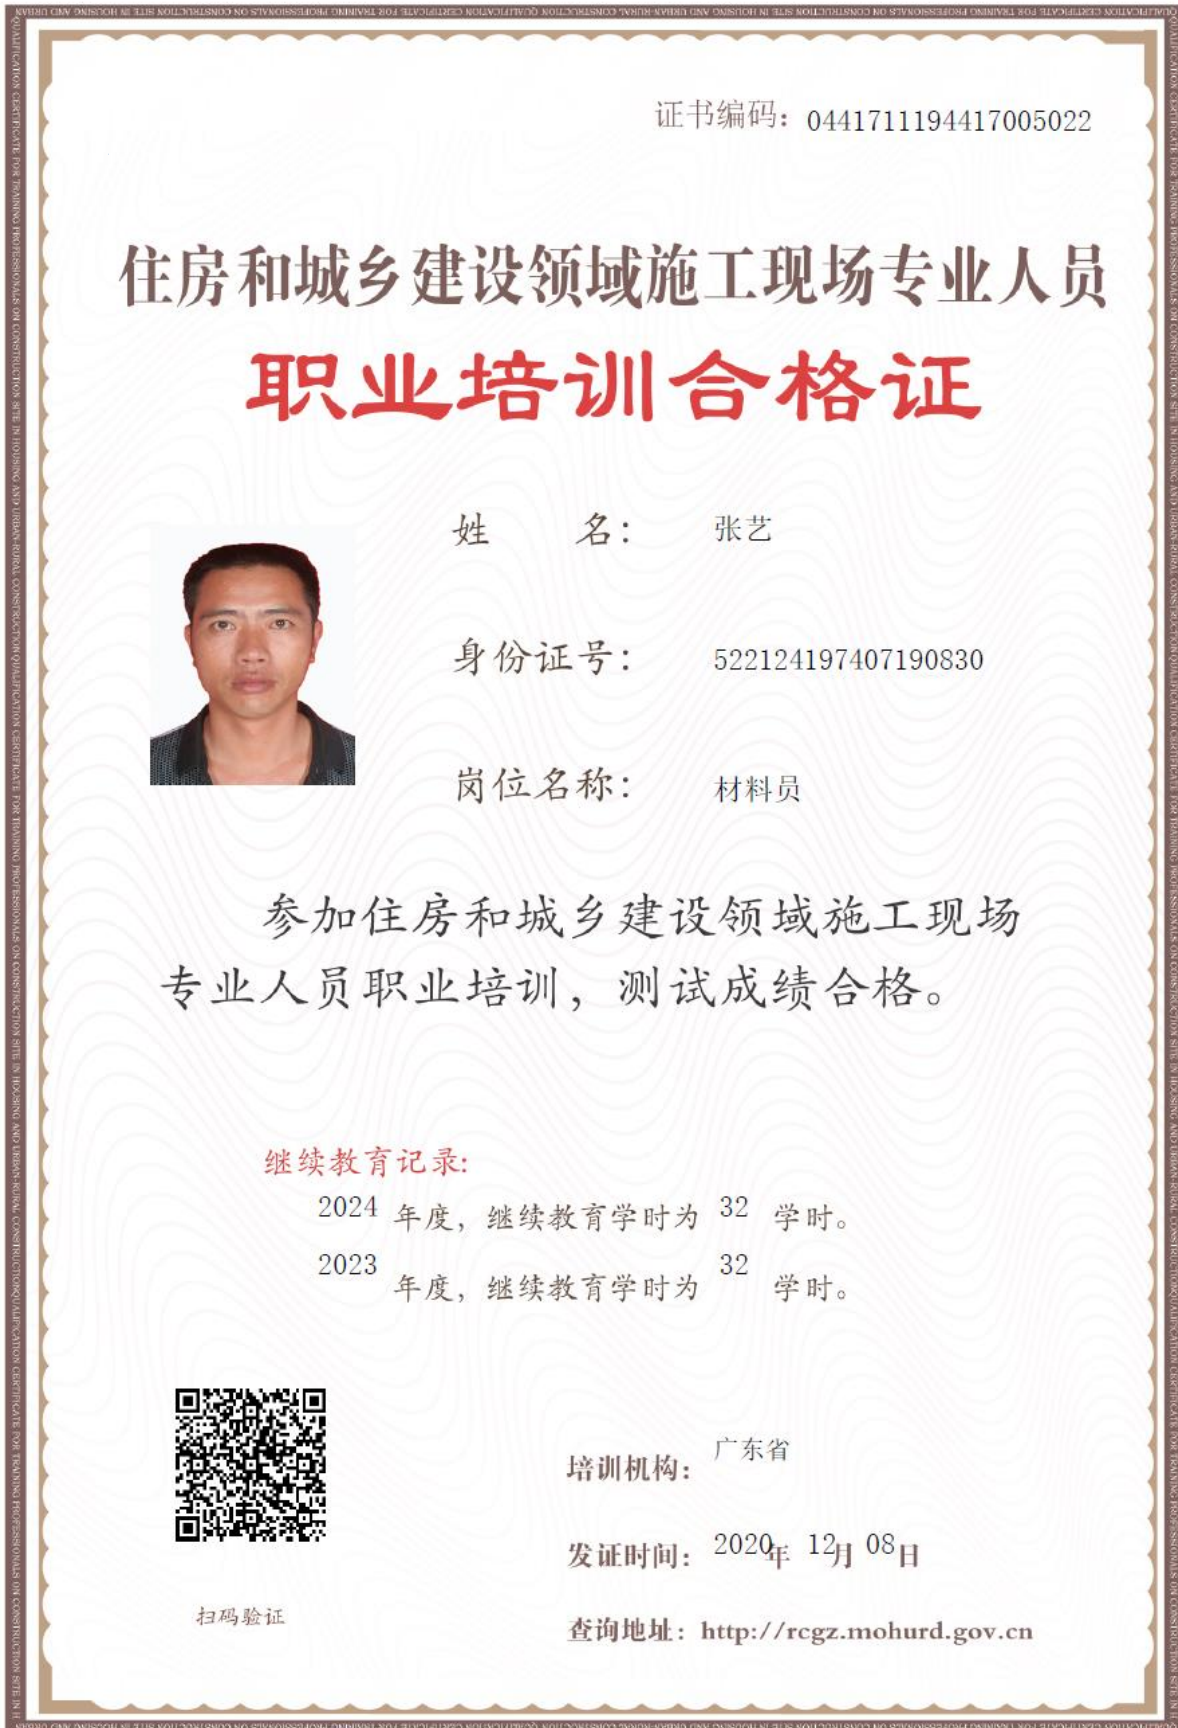 证书编码：0441711194417005022
住房和城乡建设领域施工现场专业人员
职业培训合格证
姓 名：张艺
身份证号：522124197407190830
岗位名称：材料员
参加住房和城乡建设领域施工现场
专业人员职业培训，测试成绩合格。
继续教育记录:
2024 年度，继续教育学时为 32 学时。
2023 年度，继续教育学时为 32 学时。
培训机构：广东省
发证时间：2020年 12月 08日
扫码验证
查询地址：http://rcgz.mohurd.gov.cn